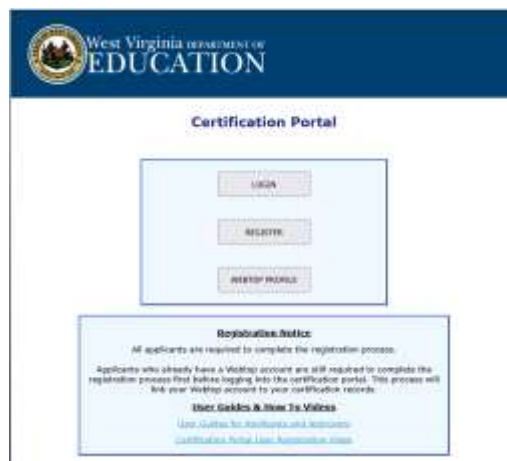 West Virginia DEPARTMENT OF
EDUCATION
Certification Portal
LOGIN
REGISTER
WEBTOP PROFILE
Registration Notice
All applicants are required to complete the registration process.
Applicants who already have a Webtop account are still required to complete the
registration process first before logging into the certification portal. This process will
link your Webtop account to your certification records.
User Guides & How To Videos
User Guides for Applicants and
Certification Portal User Registration Video